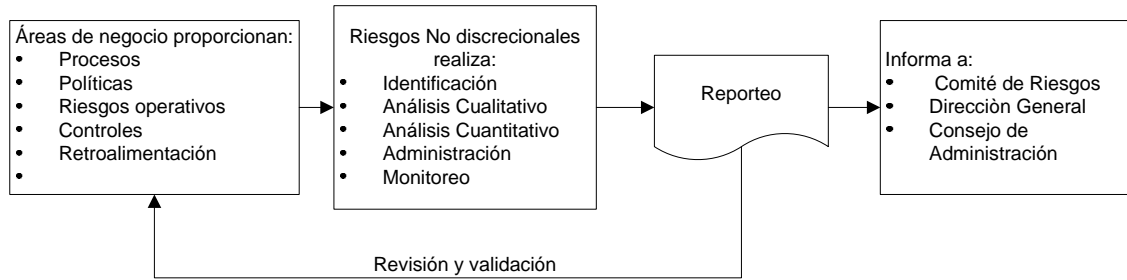 Áreas de negocio proporcionan:
• Procesos
• Políticas
• Riesgos operativos
• Controles
• Retroalimentación
•
Riesgos No discrecionales
realiza:
• Identificación
• Análisis Cualitativo
• Análisis Cuantitativo
• Administración
• Monitoreo
Reporteo
Informa a:
• Comité de Riesgos
• Direcciòn General
• Consejo de
Administración
Revisión y validación